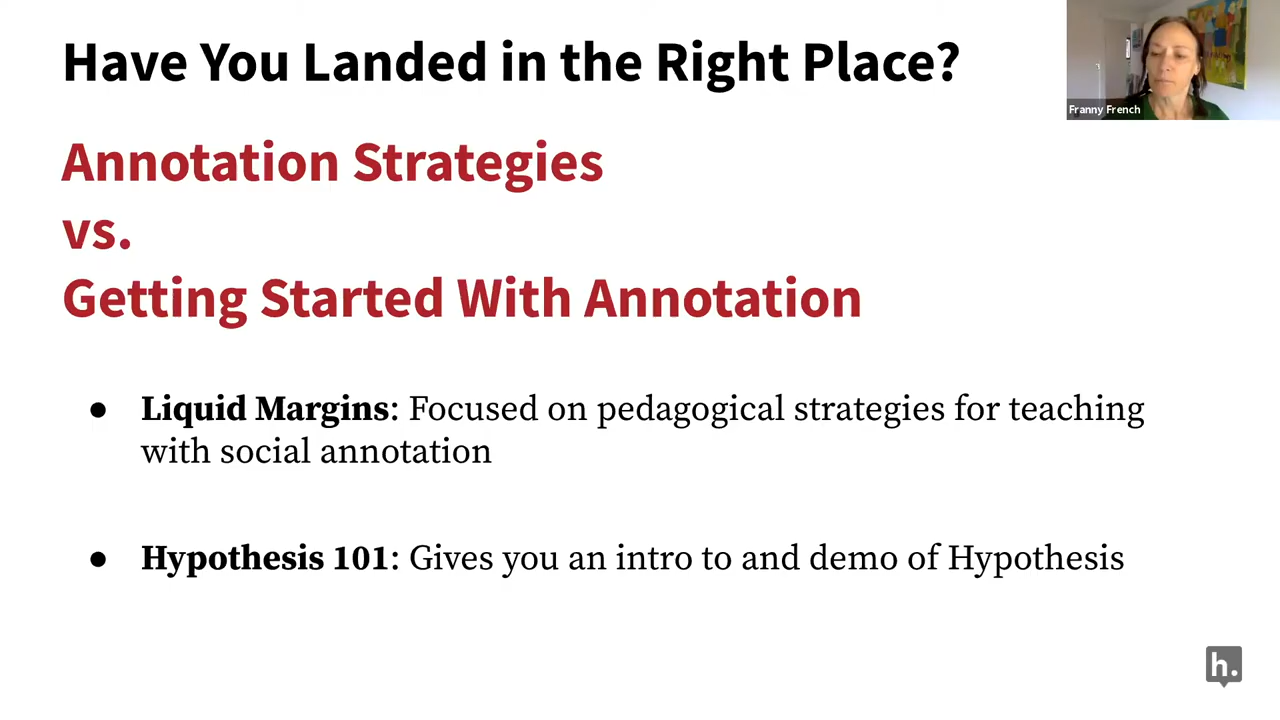 Have You Landed in the Right Place?
Franny French
Annotation Strategies
vs.
Getting Started With Annotation
● Liquid Margins: Focused on pedagogical strategies for teaching
with social annotation
● Hypothesis 101: Gives you an intro to and demo of Hypothesis
h.